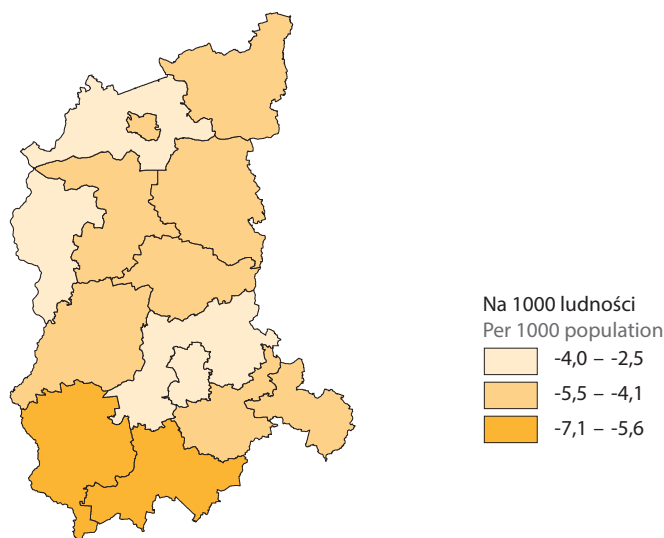 Na 1000 ludności
Per 1000 population
-4,0 – -2,5
-5,5 – -4,1
-7,1 – -5,6